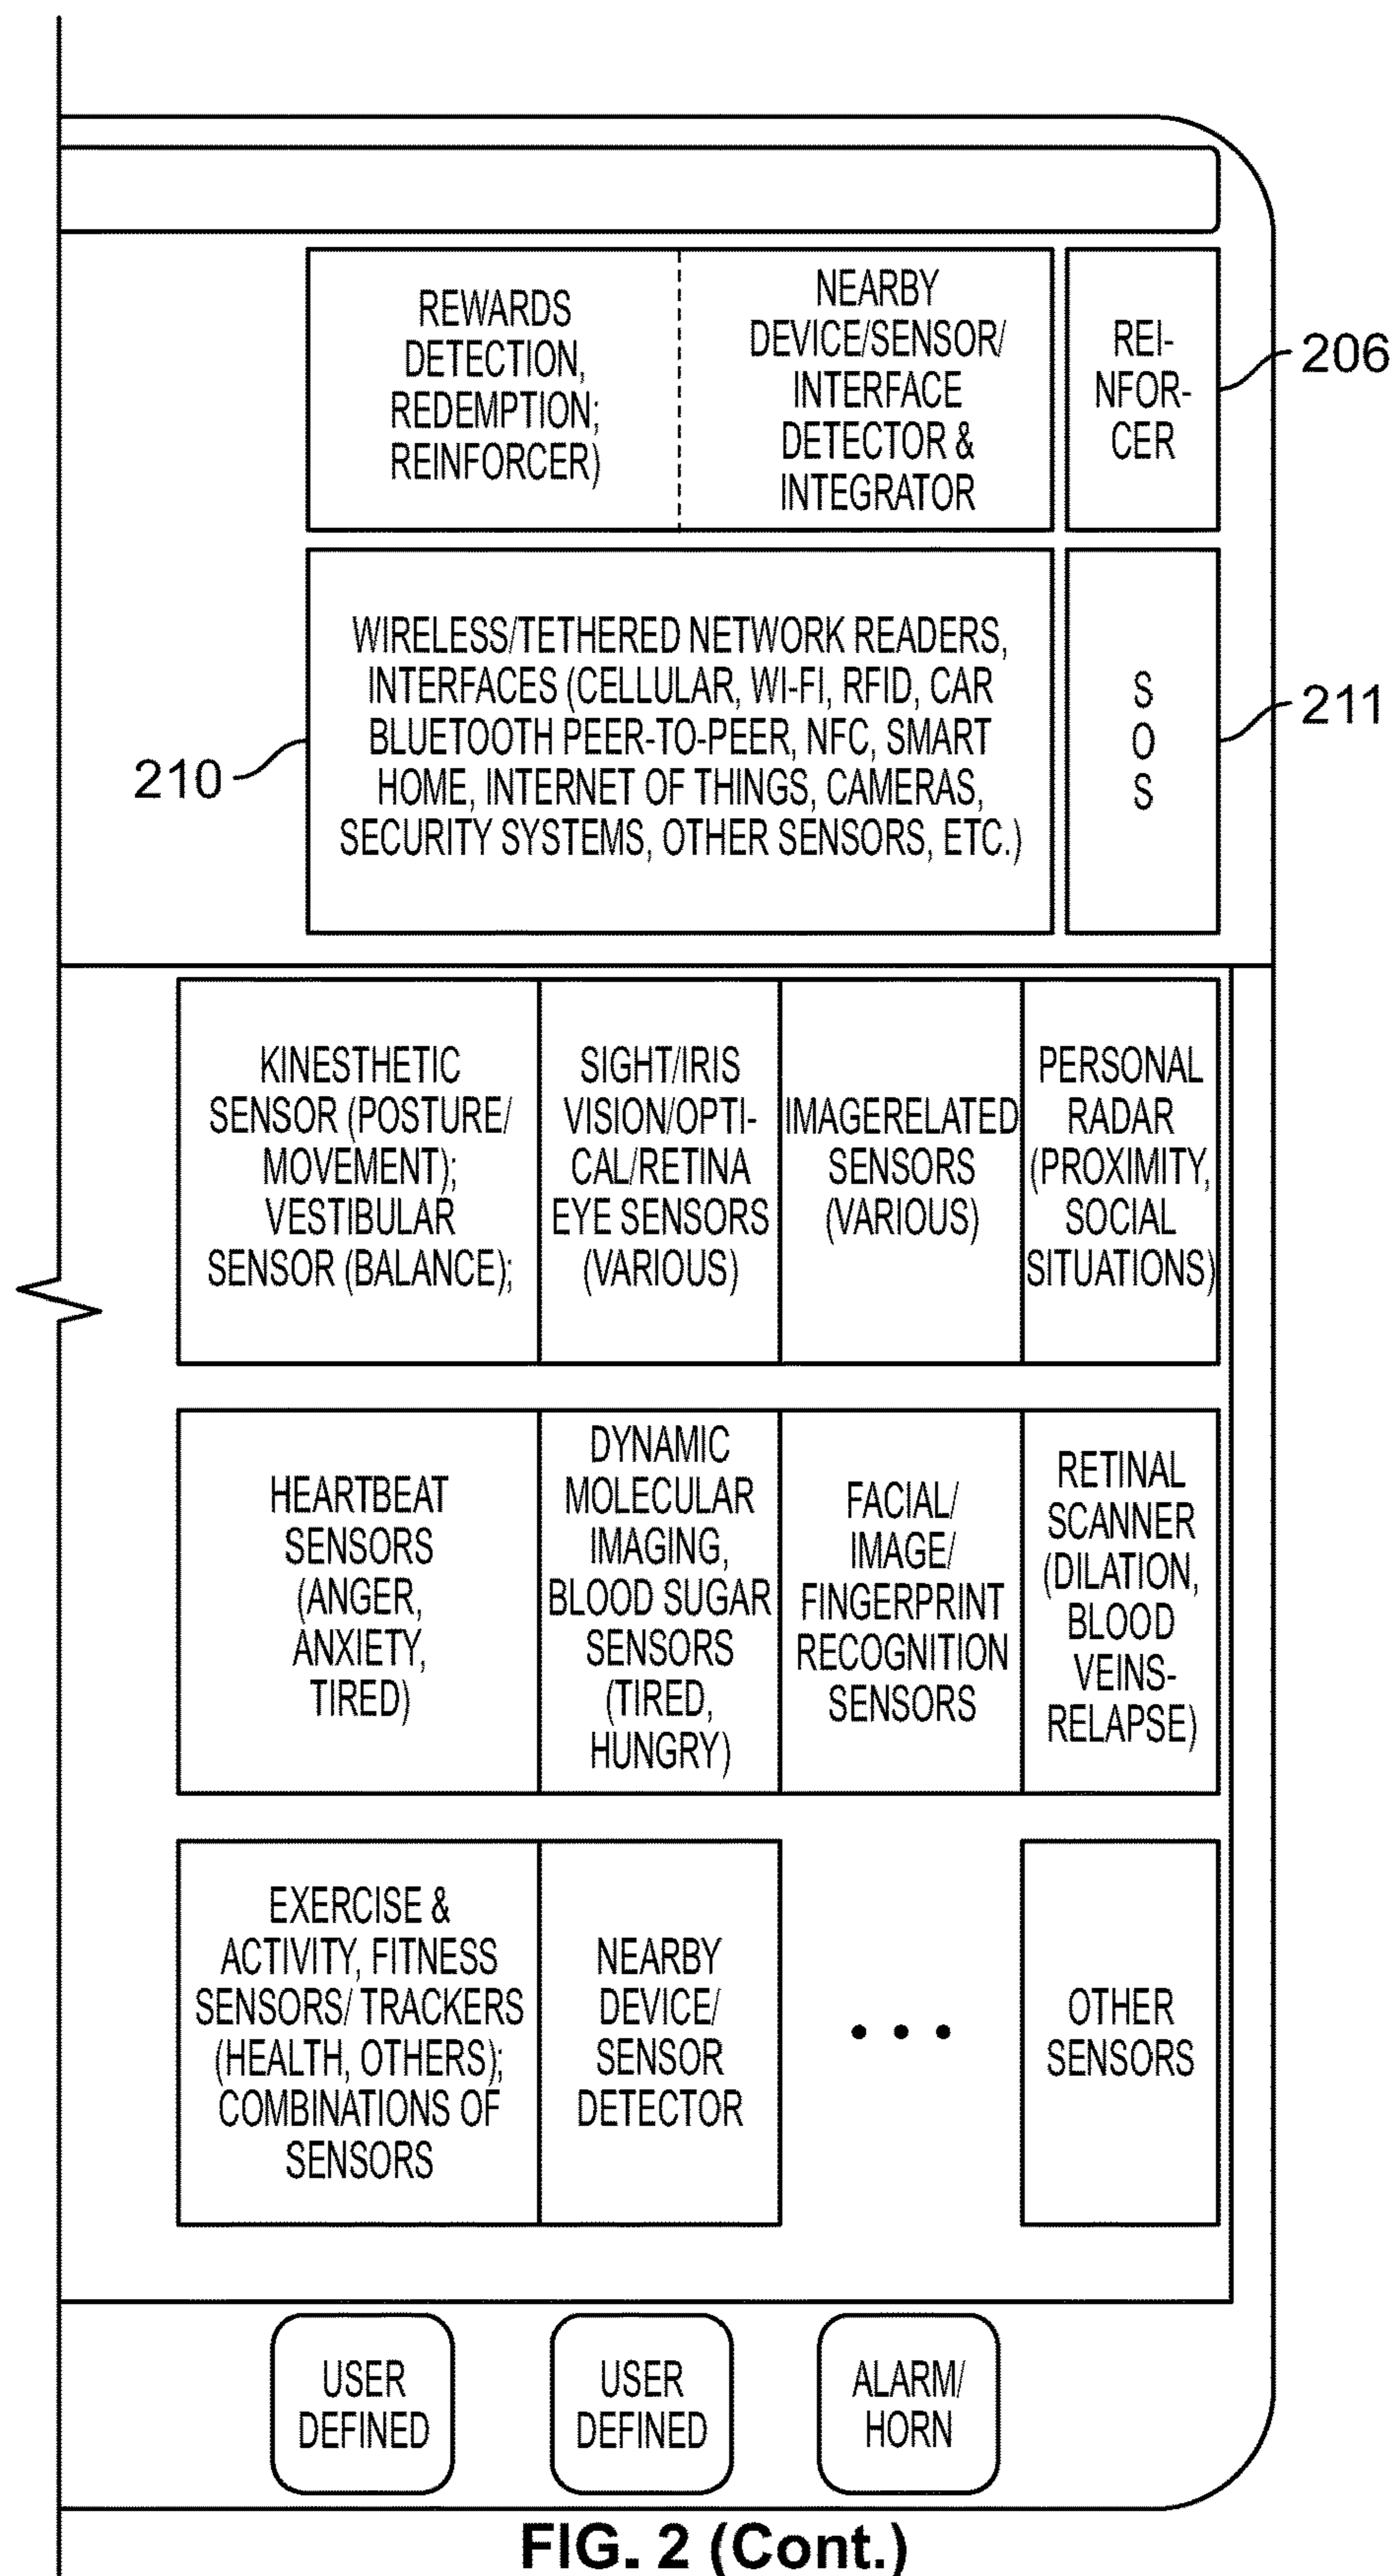 REWARDS
DETECTION,
REDEMPTION;
REINFORCER)
NEARBY
DEVICE/SENSOR/
INTERFACE
DETECTOR &
INTEGRATOR
REI-
NFOR-
CER
206
WIRELESS/TETHERED NETWORK READERS,
INTERFACES (CELLULAR, WI-FI, RFID, CAR
BLUETOOTH PEER-TO-PEER, NFC, SMART
HOME, INTERNET OF THINGS, CAMERAS,
SECURITY SYSTEMS, OTHER SENSORS, ETC.)
210
S
O
S
211
KINESTHETIC
SENSOR (POSTURE/
MOVEMENT);
VESTIBULAR
SENSOR (BALANCE);
SIGHT/IRIS
VISION/OPTI-
CAL/RETINA
EYE SENSORS
(VARIOUS)
IMAGERELATED
SENSORS
(VARIOUS)
PERSONAL
RADAR
(PROXIMITY,
SOCIAL
SITUATIONS)
HEARTBEAT
SENSORS
(ANGER,
ANXIETY,
TIRED)
DYNAMIC
MOLECULAR
IMAGING,
BLOOD SUGAR
SENSORS
(TIRED,
HUNGRY)
FACIAL/
IMAGE/
FINGERPRINT
RECOGNITION
SENSORS
RETINAL
SCANNER
(DILATION,
BLOOD
VEINS-
RELAPSE)
EXERCISE &
ACTIVITY, FITNESS
SENSORS/ TRACKERS
(HEALTH, OTHERS);
COMBINATIONS OF
SENSORS
NEARBY
DEVICE/
SENSOR
DETECTOR
• • •
OTHER
SENSORS
USER
DEFINED
USER
DEFINED
ALARM/
HORN
FIG. 2 (Cont.)